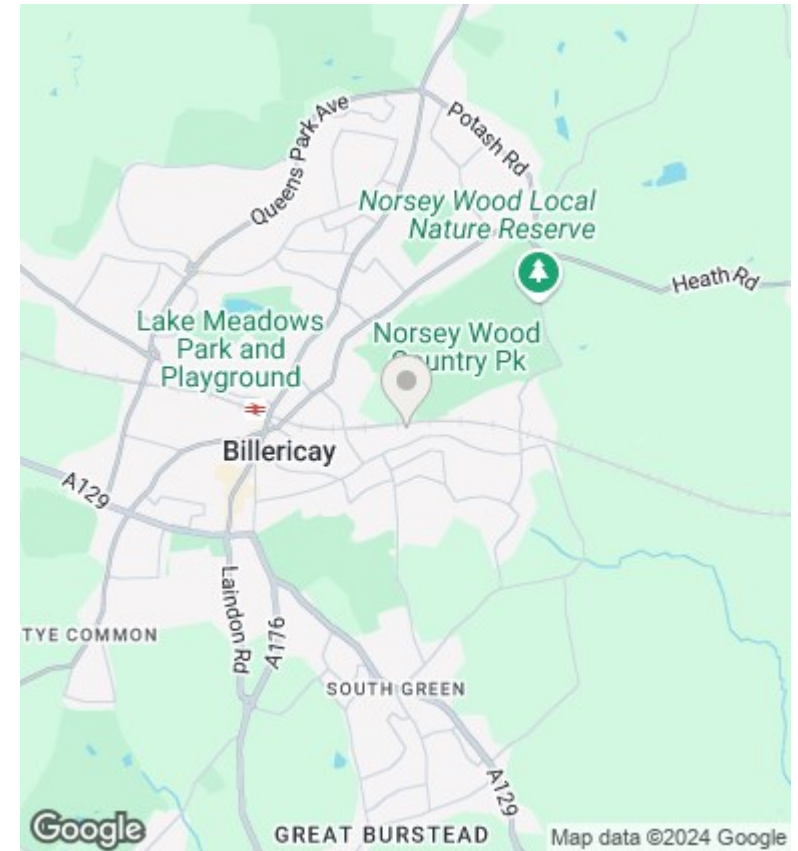 Queens Park Ave
Potash Rd
Norsey Wood Local
Nature Reserve
Heath Rd
Lake Meadows
Park and
Playground
Norsey Wood
Country Pk
Billericay
A129
Laindon Rd
A176
TYE COMMON
SOUTH GREEN
A129
GREAT BURSTEAD
Google
Map data ©2024 Google